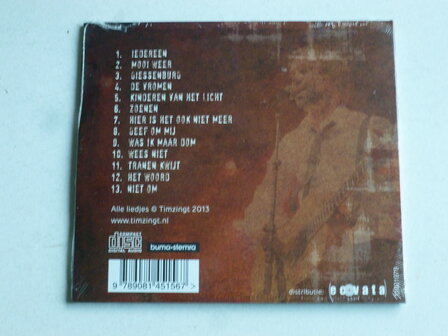 1. IEDEREEN
2. MOOI WEER
3. GIESSENBURG
4. DE VROMEN
5. KINDEREN VAN HET LICHT
6. ZOENEN
7. HIER IS HET OOK NIET MEER
8. GEEF OM MIJ
9. WAS IK MAAR DOM
10. WEES NIET
11. TRANEN KWIJT
12. HET WOORD
13. NIET OM
Alle liedjes © Timzingt 2013
www.timzingt.nl
COMPACT
disc
DIGITAL AUDIO
buma•stemra
9 789081 451567 >
distributie: